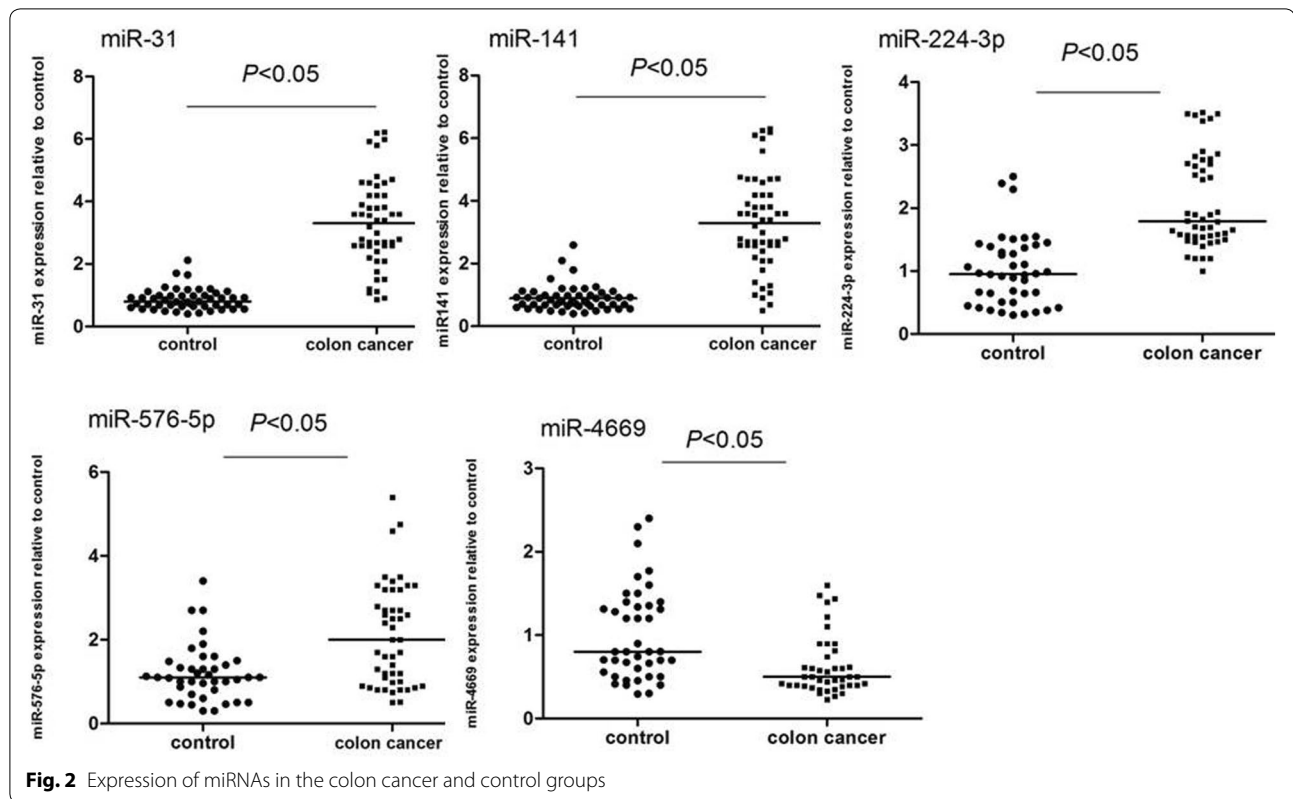 miR-31
P<0.05
miR-31 expression relative to control
8
6
4
2
0
control colon cancer
miR-141
P<0.05
miR141 expression relative to control
8
6
4
2
0
control colon cancer
miR-224-3p
P<0.05
miR-224-3p expression relative to control
4
3
2
1
0
control colon cancer
miR-576-5p
P<0.05
miR-576-5p expression relative to control
6
4
2
0
control colon cancer
miR-4669
P<0.05
miR-4669 expression relative to control
3
2
1
0
control colon cancer
Fig. 2 Expression of miRNAs in the colon cancer and control groups